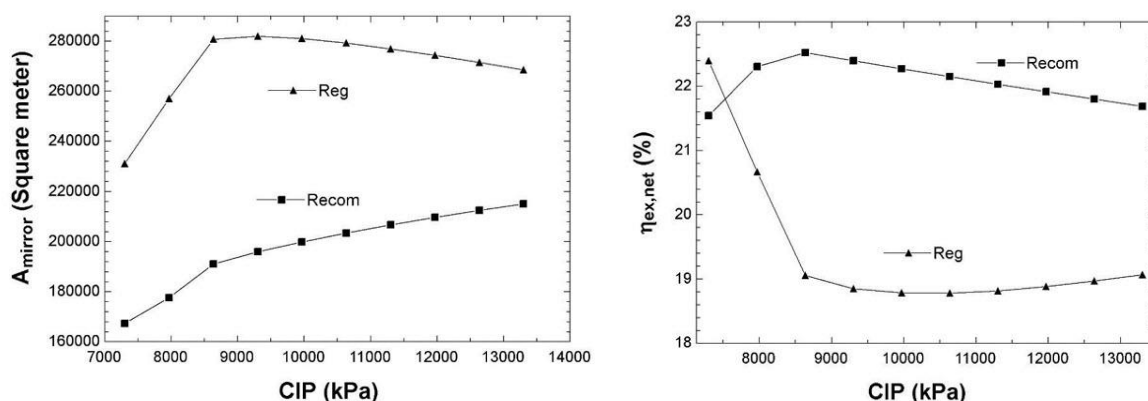 280000
260000
240000
220000
200000
180000
160000
A_mirror (Square meter)
Reg
Recom
7000 8000 9000 10000 11000 12000 13000 14000
CIP (kPa)
23
22
21
20
19
18
η_ex,net (%)
Recom
Reg
8000 9000 10000 11000 12000 13000
CIP (kPa)